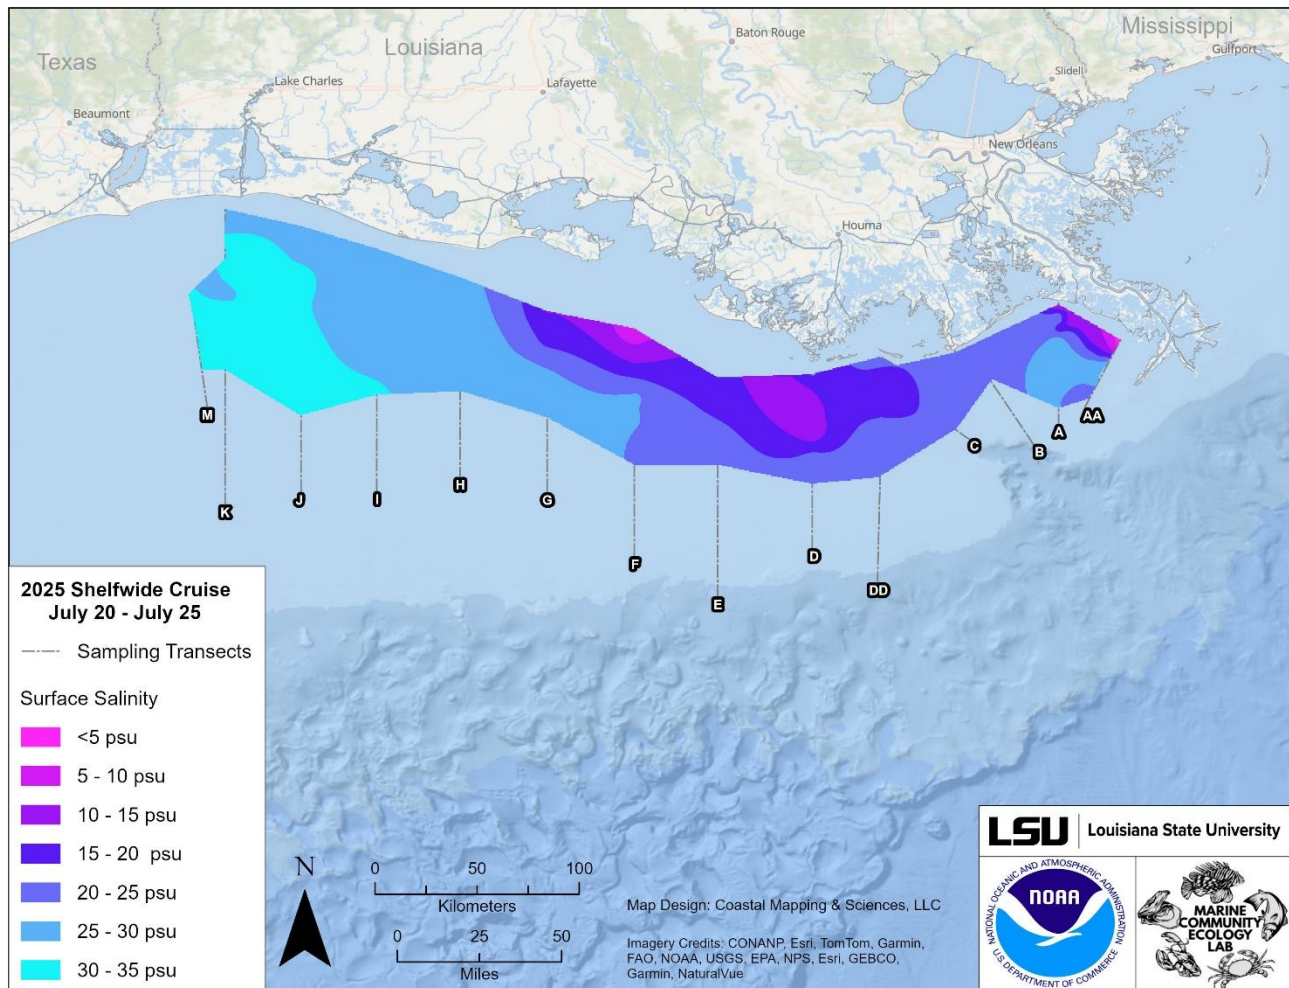 Mississippi
Baton Rouge
Gulfport
Louisiana
Texas
Slidell
Lake Charles
Lafayette
Beaumont
New Orleans
Houma
M
K
J
I
H
G
F
E
D
DD
C
B
A
AA
2025 Shelfwide Cruise
July 20 - July 25
Sampling Transects
Surface Salinity
<5 psu
5 - 10 psu
10 - 15 psu
15 - 20 psu
20 - 25 psu
25 - 30 psu
30 - 35 psu
N
0 50 100
Kilometers
0 25 50
Miles
Map Design: Coastal Mapping & Sciences, LLC
Imagery Credits: CONANP, Esri, TomTom, Garmin,
FAO, NOAA, USGS, EPA, NPS, Esri, GEBCO,
Garmin, NaturalVue
LSU Louisiana State University
NATIONAL OCEANIC AND ATMOSPHERIC ADMINISTRATION
NOAA
U.S. DEPARTMENT OF COMMERCE
MARINE
COMMUNITY
ECOLOGY
LAB